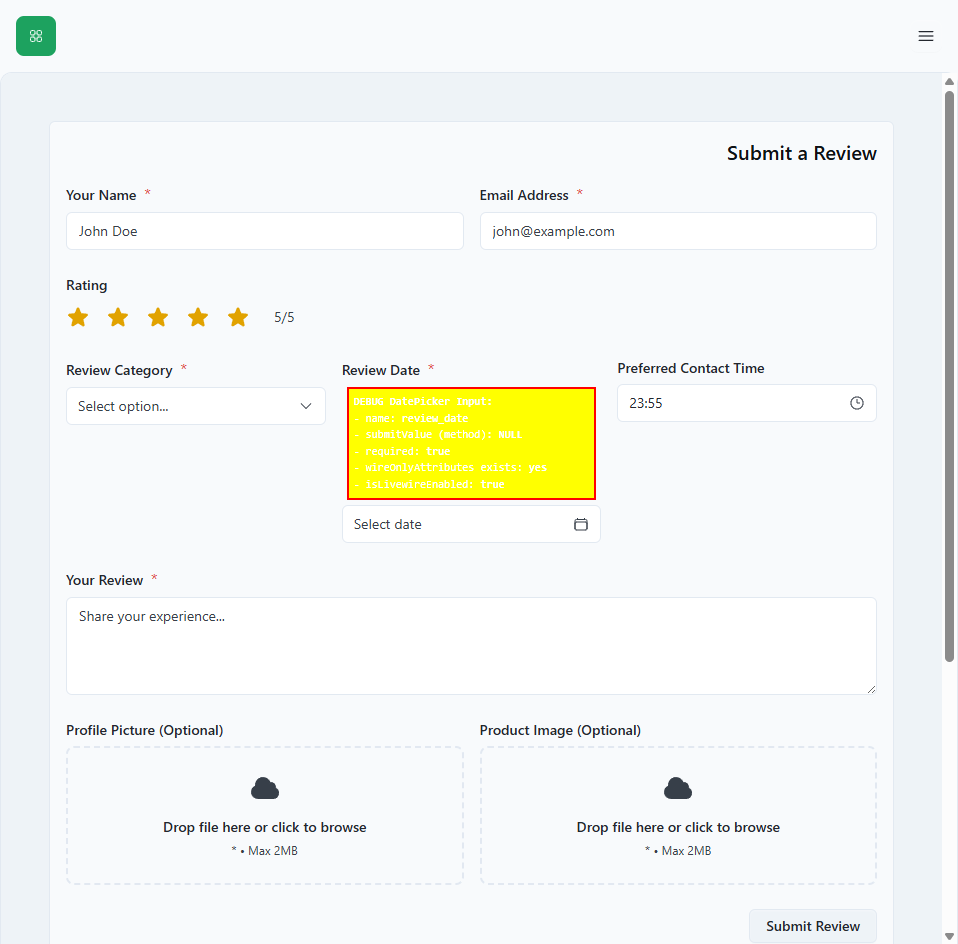 Submit a Review
Your Name *
Email Address *
John Doe
john@example.com
Rating
5/5
Review Category *
Review Date *
Preferred Contact Time
Select option...
DEBUG DatePicker Input:
- name: review_date
- submitValue (method): NULL
- required: true
- wireOnlyAttributes exists: yes
- isLivewireEnabled: true
23:55
Select date
Your Review *
Share your experience...
Profile Picture (Optional)
Product Image (Optional)
Drop file here or click to browse
* • Max 2MB
Drop file here or click to browse
* • Max 2MB
Submit Review